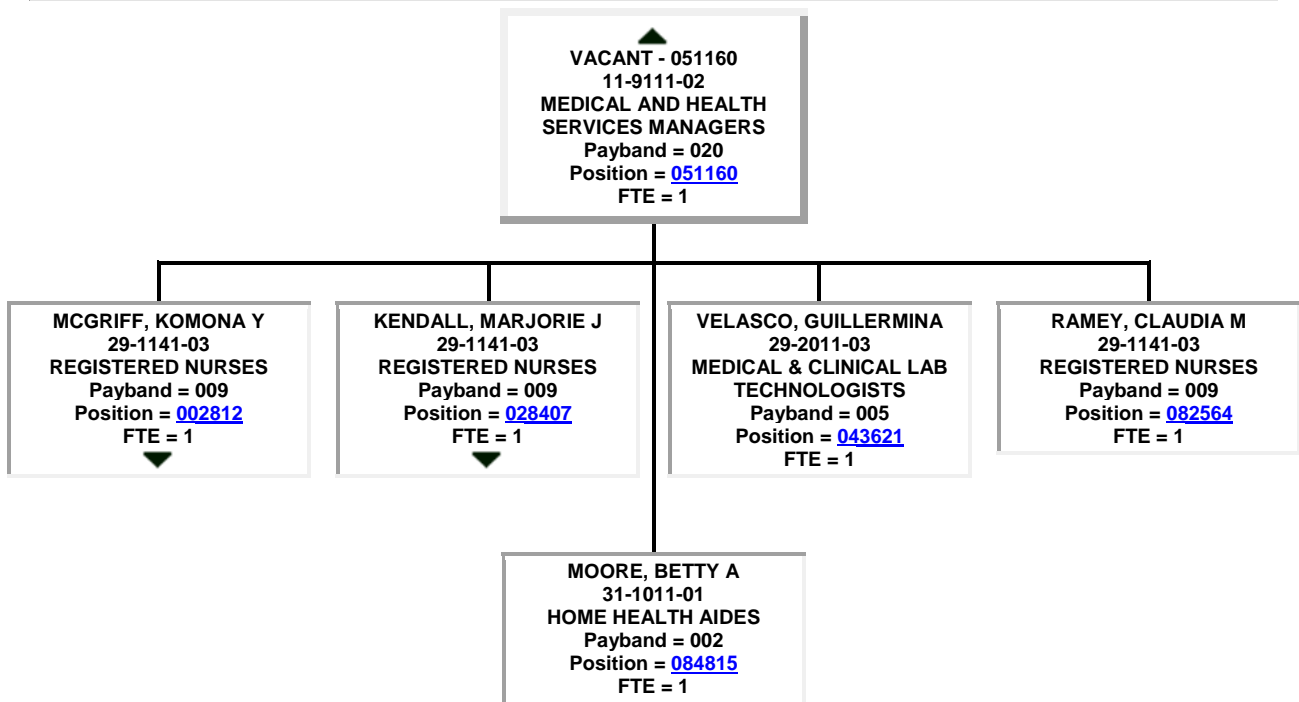 VACANT - 051160
11-9111-02
MEDICAL AND HEALTH
SERVICES MANAGERS
Payband = 020
Position = 051160
FTE = 1
MCGRIFF, KOMONA Y
29-1141-03
REGISTERED NURSES
Payband = 009
Position = 002812
FTE = 1
KENDALL, MARJORIE J
29-1141-03
REGISTERED NURSES
Payband = 009
Position = 028407
FTE = 1
VELASCO, GUILLERMINA
29-2011-03
MEDICAL & CLINICAL LAB
TECHNOLOGISTS
Payband = 005
Position = 043621
FTE = 1
RAMEY, CLAUDIA M
29-1141-03
REGISTERED NURSES
Payband = 009
Position = 082564
FTE = 1
MOORE, BETTY A
31-1011-01
HOME HEALTH AIDES
Payband = 002
Position = 084815
FTE = 1